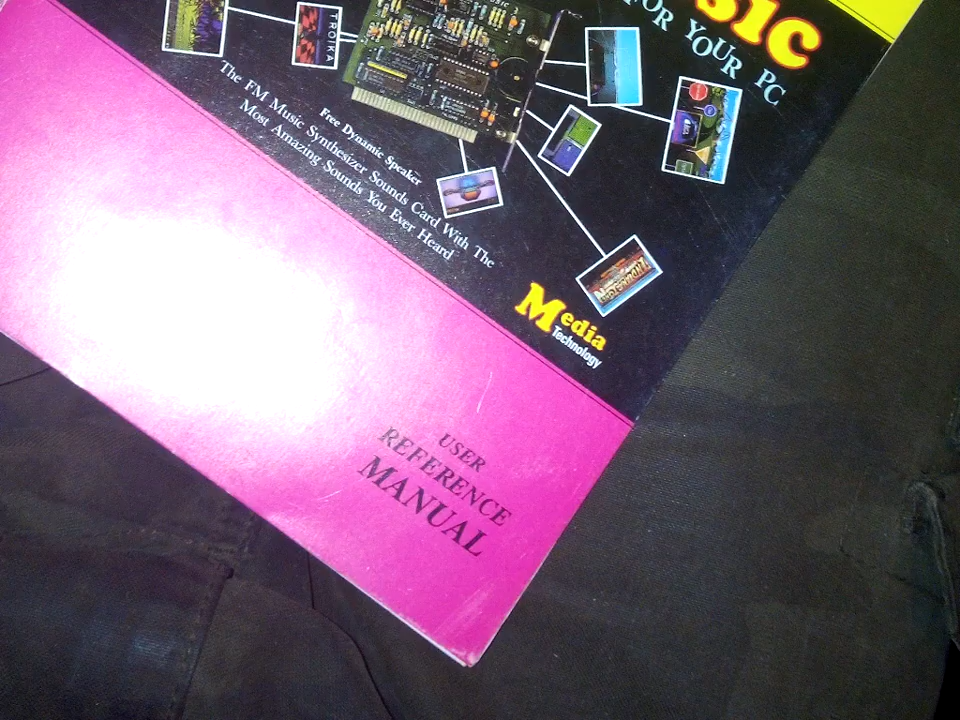 sic
FOR YOUR PC
TROIKA
Free Dynamic Speaker
The FM Music Synthesizer Sounds Card With The
Most Amazing Sounds You Ever Heard
Media
Technology
USER
REFERENCE
MANUAL